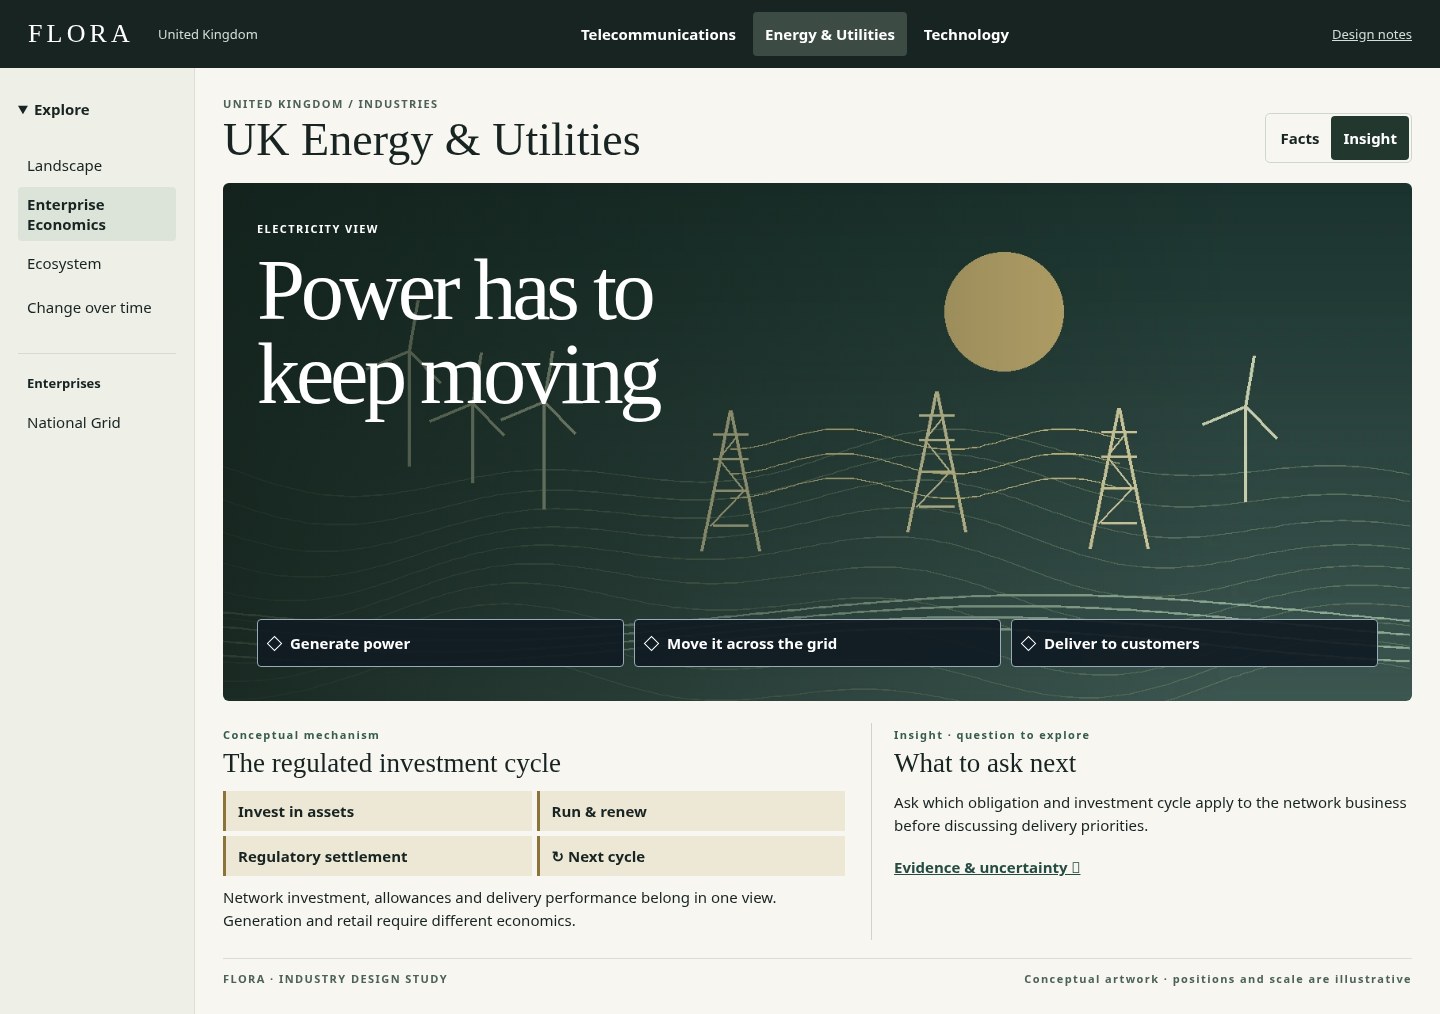 FLORA
United Kingdom
Telecommunications
Energy & Utilities
Technology
Design notes
▼ Explore
Landscape
Enterprise
Economics
Ecosystem
Change over time
Enterprises
National Grid
UNITED KINGDOM / INDUSTRIES
UK Energy & Utilities
Facts
Insight
ELECTRICITY VIEW
Power has to
keep moving
◇ Generate power
◇ Move it across the grid
◇ Deliver to customers
Conceptual mechanism
The regulated investment cycle
Invest in assets
Run & renew
Regulatory settlement
↻ Next cycle
Network investment, allowances and delivery performance belong in one view.
Generation and retail require different economics.
Insight · question to explore
What to ask next
Ask which obligation and investment cycle apply to the network business
before discussing delivery priorities.
Evidence & uncertainty
FLORA · INDUSTRY DESIGN STUDY
Conceptual artwork · positions and scale are illustrative